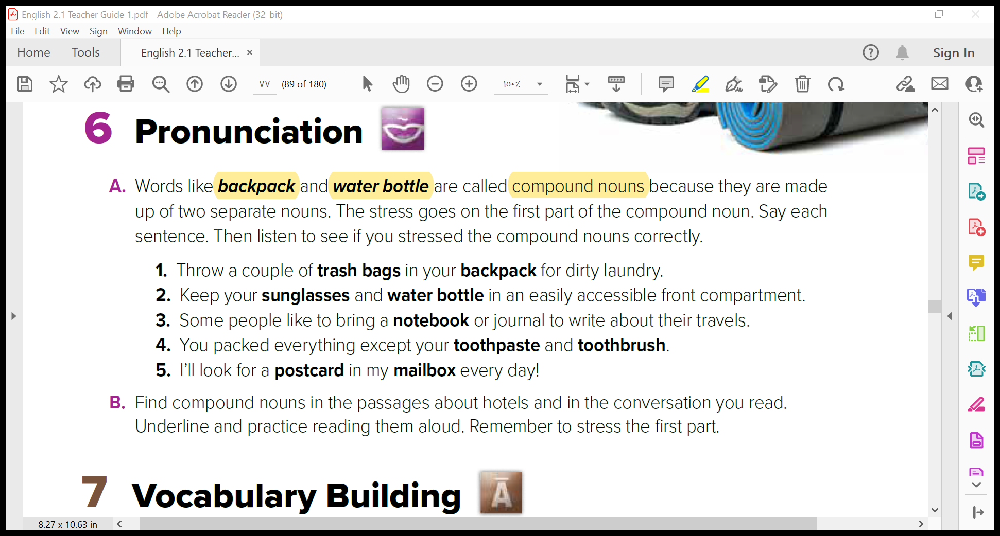 English 2.1 Teacher Guide 1.pdf - Adobe Acrobat Reader (32-bit)
File Edit View Sign Window Help
Home Tools English 2.1 Teacher... × Sign In
٧٧ (89 of 180) ١٥٠٪
6 Pronunciation
A. Words like backpack and water bottle are called compound nouns because they are made
up of two separate nouns. The stress goes on the first part of the compound noun. Say each
sentence. Then listen to see if you stressed the compound nouns correctly.
1. Throw a couple of trash bags in your backpack for dirty laundry.
2. Keep your sunglasses and water bottle in an easily accessible front compartment.
3. Some people like to bring a notebook or journal to write about their travels.
4. You packed everything except your toothpaste and toothbrush.
5. I'll look for a postcard in my mailbox every day!
B. Find compound nouns in the passages about hotels and in the conversation you read.
Underline and practice reading them aloud. Remember to stress the first part.
7 Vocabulary Building
8.27 x 10.63 in